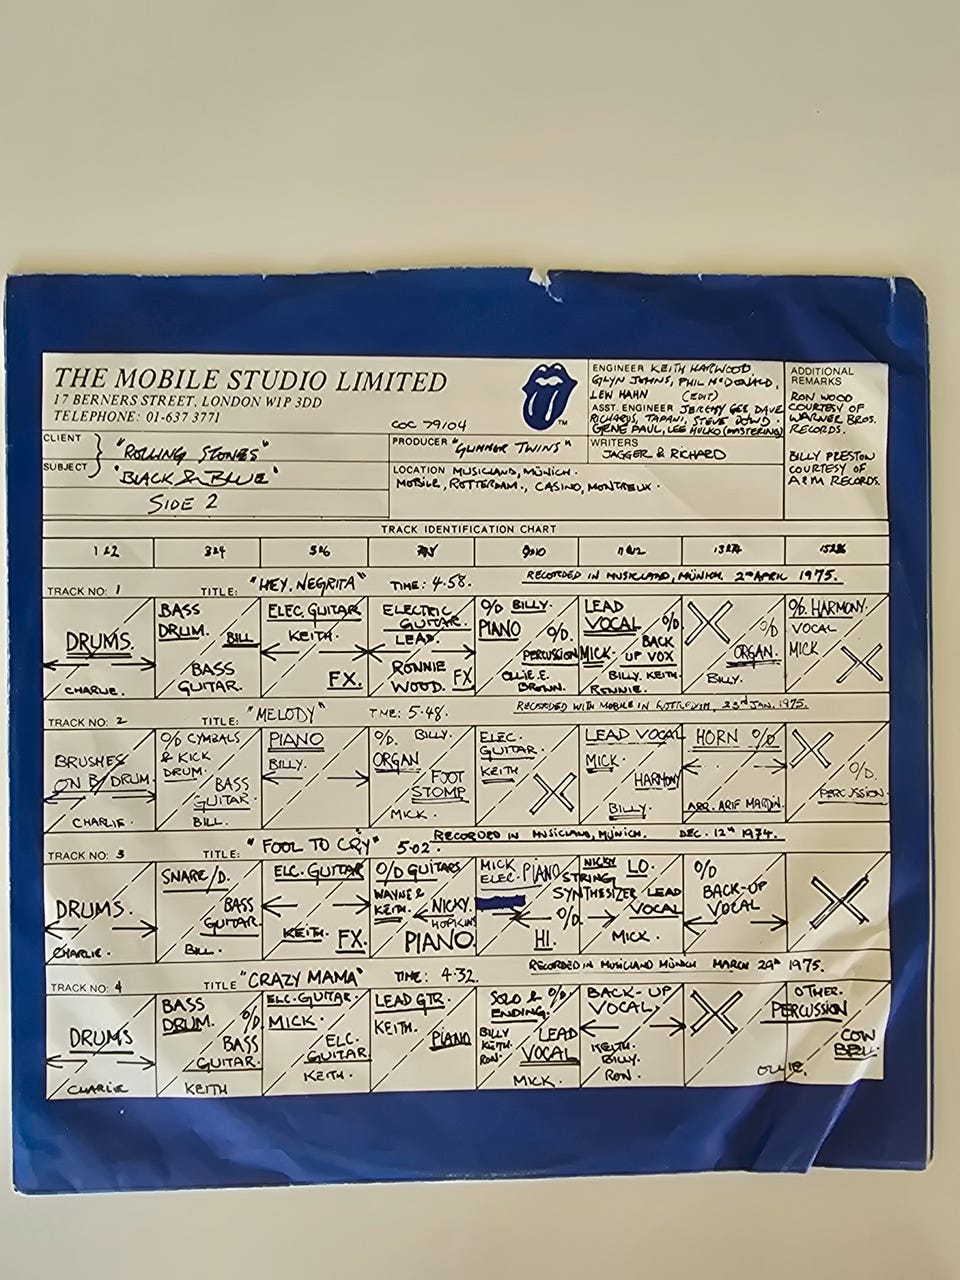 THE MOBILE STUDIO LIMITED
17 BERNERS STREET, LONDON W1P 3DD
TELEPHONE: 01-637 3771
COC 79104
TM
ENGINEER KEITH HARWOOD
GLYN JOHNS, PHIL McDONALD,
LEW HAHN (EDIT)
ASST. ENGINEER JEREMY GEE, DAVE
RICHARDS, TAPANI, STEVE DOWD.
GENE PAUL, LEE HULKO (MASTERING)
ADDITIONAL
REMARKS
RON WOOD
COURTESY OF
WARNER BROS.
RECORDS.
BILLY PRESTON
COURTESY OF
A&M RECORDS.
CLIENT
SUBJECT
"ROLLING STONES"
"BLACK & BLUE"
SIDE 2
PRODUCER "GLIMMER TWINS"
WRITERS
JAGGER & RICHARD
LOCATION MUSICLAND, MÜNICH.
MOBILE, ROTTERDAM., CASINO, MONTREUX.
TRACK IDENTIFICATION CHART
1&2 3&4 5&6 7&8 9&10 11&12 13&14 15&16
TRACK NO: 1 TITLE: "HEY. NEGRITA" TIME: 4.58. RECORDED IN MUSICLAND, MÜNICH. 2ND APRIL 1975.
DRUMS.
CHARLIE.
BASS
DRUM.
BILL
BASS
GUITAR.
ELEC. GUITAR
KEITH.
FX.
ELECTRIC
GUITAR.
LEAD.
RONNIE
WOOD.
FX
O/D BILLY.
PIANO
O/D.
PERCUSSION
OLLIE E.
BROWN.
LEAD
VOCAL
MICK.
O/D.
BACK
UP VOX
BILLY. KEITH.
RONNIE.
O/D
ORGAN.
BILLY.
O/D. HARMONY.
VOCAL
MICK
TRACK NO: 2 TITLE: "MELODY" TIME: 5.48. RECORDED WITH MOBILE IN ROTTERDAM, 23RD JAN. 1975.
BRUSHES
ON B/DRUM
CHARLIE.
O/D CYMBALS
& KICK
DRUM.
BASS
GUITAR.
BILL.
PIANO
BILLY.
O/D. BILLY.
ORGAN
FOOT
STOMP
MICK.
ELEC.
GUITAR.
KEITH
LEAD VOCAL
MICK.
HARMONY
BILLY.
HORN O/D
ARR. ARIF MARDIN.
O/D.
PERCUSSION
TRACK NO: 3 TITLE: "FOOL TO CRY" 5.02. RECORDED IN MUSICLAND, MÜNICH. DEC. 12TH 1974.
DRUMS.
CHARLIE.
SNARE/D.
BASS
GUITAR.
BILL.
ELC. GUITAR
KEITH.
FX.
O/D GUITARS
WAYNE &
KEITH.
NICKY.
HOPKINS
PIANO
MICK
ELEC. PIANO
O/D.
HI.
NICKY
STRING
SYNTHESIZER
LO.
LEAD
VOCAL
MICK.
O/D
BACK-UP
VOCAL
TRACK NO: 4 TITLE "CRAZY MAMA" TIME: 4.32. RECORDED IN MUSICLAND MÜNICH MARCH 29TH 1975.
DRUMS
CHARLIE
BASS
DRUM.
O/D
BASS
GUITAR.
KEITH
ELC. GUITAR.
MICK.
ELC.
GUITAR.
KEITH.
LEAD GTR.
KEITH.
PIANO
SOLO & O/D
ENDING.
BILLY
KEITH.
RON.
LEAD
VOCAL
MICK.
BACK-UP
VOCALS
KEITH.
BILLY.
RON.
OTHER.
PERCUSSION
COW
BELL.
OLLIE.